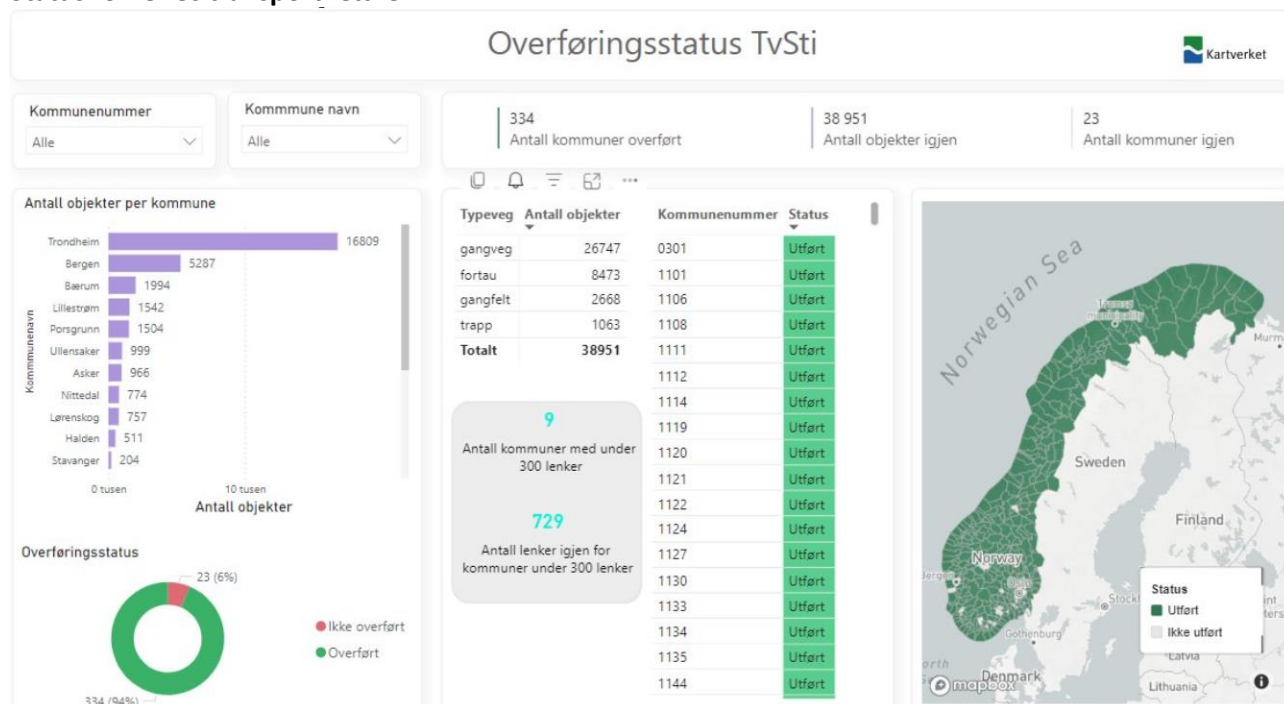 Overføringsstatus TvSti
Kartverket
Kommunenummer
Alle
Kommmune navn
Alle
334
Antall kommuner overført
38 951
Antall objekter igjen
23
Antall kommuner igjen
Antall objekter per kommune
Kommmunenavn
Trondheim 16809
Bergen 5287
Bærum 1994
Lillestrøm 1542
Porsgrunn 1504
Ullensaker 999
Asker 966
Nittedal 774
Lørenskog 757
Halden 511
Stavanger 204
0 tusen 10 tusen
Antall objekter
Overføringsstatus
23 (6%)
334 (94%)
Ikke overført
Overført
Typeveg Antall objekter
gangveg 26747
fortau 8473
gangfelt 2668
trapp 1063
Totalt 38951
9
Antall kommuner med under
300 lenker
729
Antall lenker igjen for
kommuner under 300 lenker
Kommunenummer Status
0301 Utført
1101 Utført
1106 Utført
1108 Utført
1111 Utført
1112 Utført
1114 Utført
1119 Utført
1120 Utført
1121 Utført
1122 Utført
1124 Utført
1127 Utført
1130 Utført
1133 Utført
1134 Utført
1135 Utført
1144 Utført
Norwegian Sea
Tromsø
municipality
Murm
Sweden
Finland
Norway
Oslo
Bergen
Stockh
Gothenburg
Latvia
Denmark
Lithuania
mapbox
Status
Utført
Ikke utført